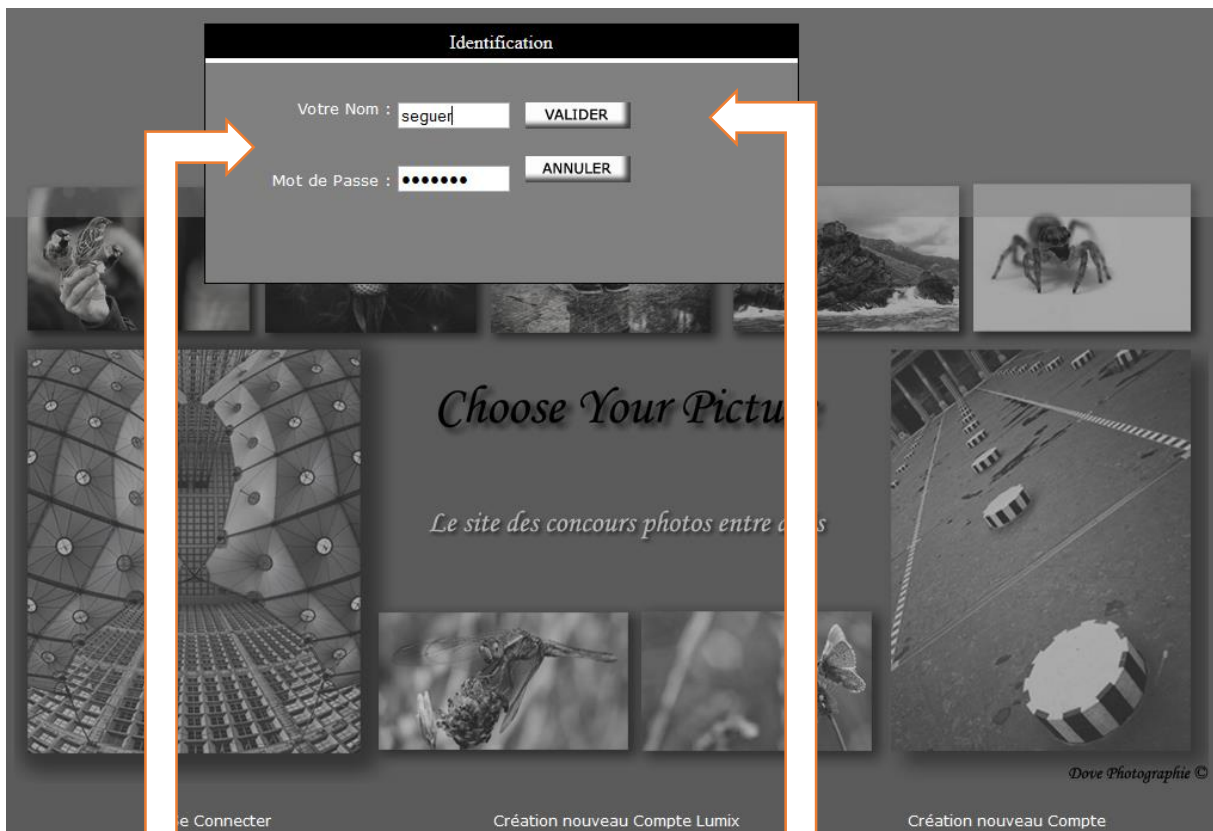 Identification
Votre Nom : seguer VALIDER
Mot de Passe : ●●●●●●● ANNULER
Choose Your Pictu
Le site des concours photos entre a s
Dove Photographie ©
e Connecter Création nouveau Compte Lumix Création nouveau Compte